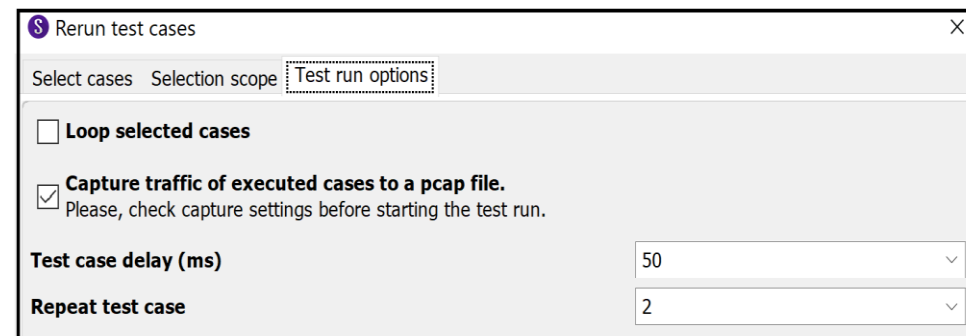 S Rerun test cases
Select cases Selection scope Test run options
Loop selected cases
Capture traffic of executed cases to a pcap file.
Please, check capture settings before starting the test run.
Test case delay (ms) 50
Repeat test case 2